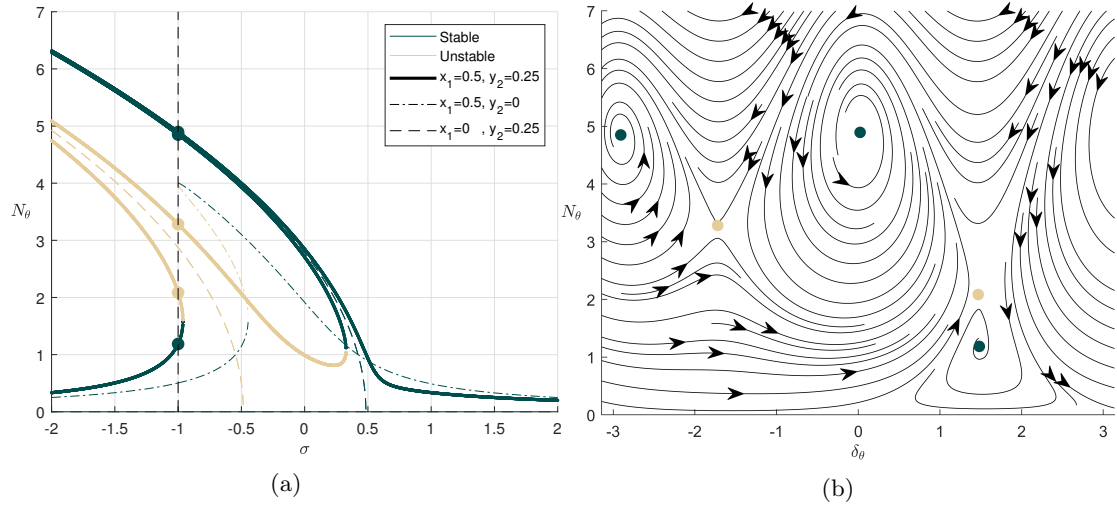 7
6
5
4
3
2
1
0
N_θ
-2
-1.5
-1
-0.5
0
0.5
1
1.5
2
σ
Stable
Unstable
x_1=0.5, y_2=0.25
x_1=0.5, y_2=0
x_1=0 , y_2=0.25
(a)
7
6
5
4
3
2
1
0
N_θ
-3
-2
-1
0
1
2
3
δ_θ
(b)